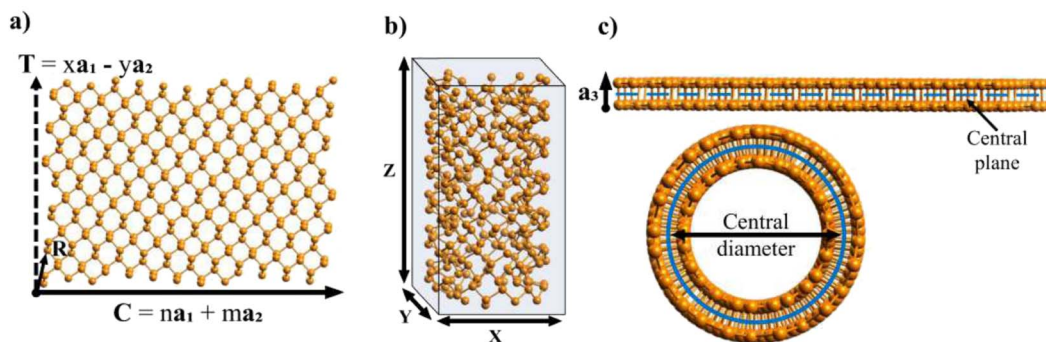 a)
T = xa₁ - ya₂
R
C = na₁ + ma₂
b)
Z
Y
X
c)
a₃
Central
plane
Central
diameter